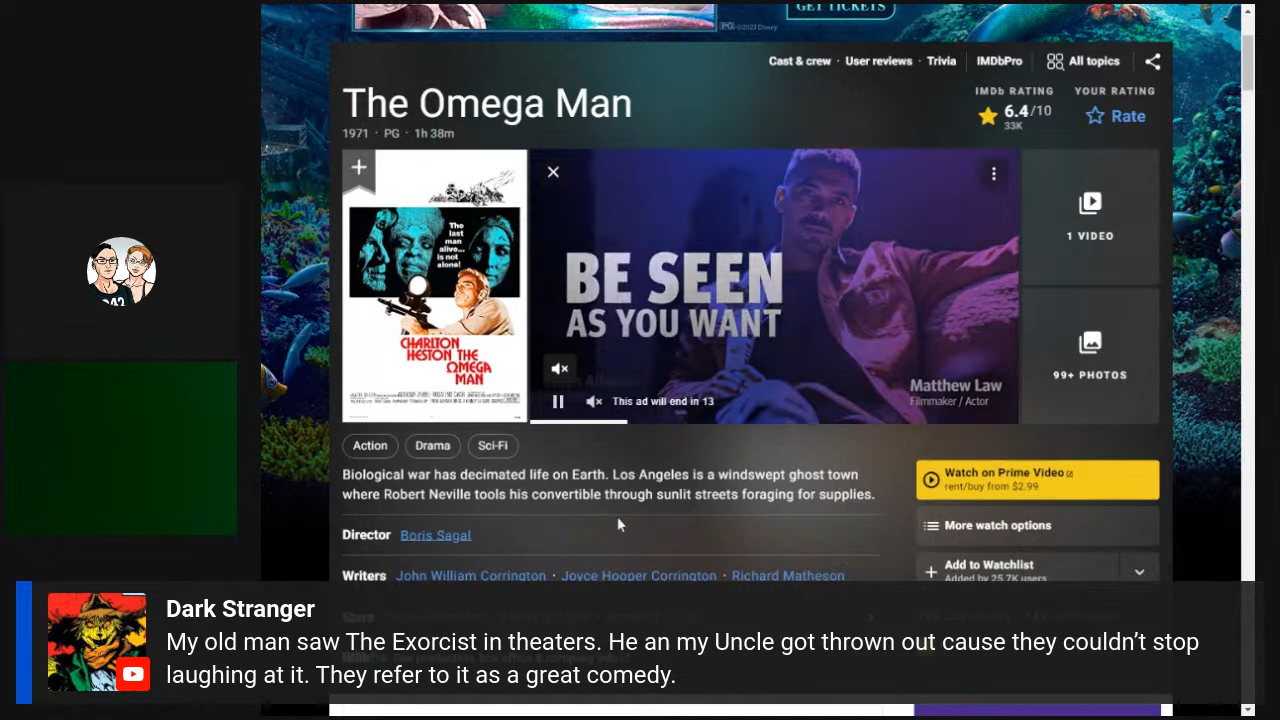 GET TICKETS
PG ©2023 Disney
Cast & crew · User reviews · Trivia IMDbPro All topics
The Omega Man
1971 · PG · 1h 38m
IMDb RATING
6.4/10
33K
YOUR RATING
Rate
The
last
man
alive...
is not
alone!
CHARLTON
HESTON THE
ΩMEGA
MAN
BE SEEN
AS YOU WANT
Matthew Law
Filmmaker / Actor
This ad will end in 13
1 VIDEO
99+ PHOTOS
Action Drama Sci-Fi
Biological war has decimated life on Earth. Los Angeles is a windswept ghost town
where Robert Neville tools his convertible through sunlit streets foraging for supplies.
Director Boris Sagal
Writers John William Corrington · Joyce Hooper Corrington · Richard Matheson
Stars
Watch on Prime Video
rent/buy from $2.99
More watch options
Add to Watchlist
Added by 25.7K users
Dark Stranger
My old man saw The Exorcist in theaters. He an my Uncle got thrown out cause they couldn’t stop
laughing at it. They refer to it as a great comedy.